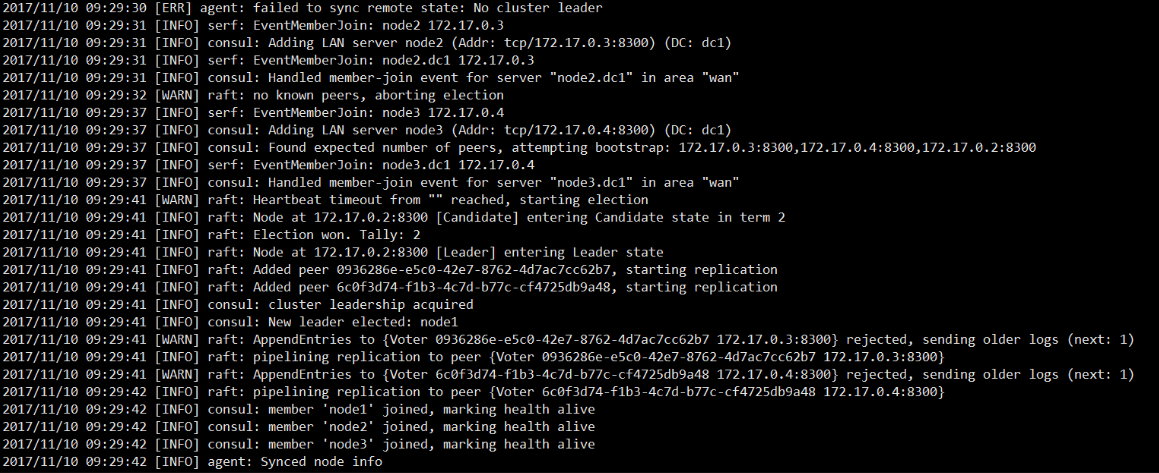 2017/11/10 09:29:30 [ERR] agent: failed to sync remote state: No cluster leader
2017/11/10 09:29:31 [INFO] serf: EventMemberJoin: node2 172.17.0.3
2017/11/10 09:29:31 [INFO] consul: Adding LAN server node2 (Addr: tcp/172.17.0.3:8300) (DC: dc1)
2017/11/10 09:29:31 [INFO] serf: EventMemberJoin: node2.dc1 172.17.0.3
2017/11/10 09:29:31 [INFO] consul: Handled member-join event for server "node2.dc1" in area "wan"
2017/11/10 09:29:32 [WARN] raft: no known peers, aborting election
2017/11/10 09:29:37 [INFO] serf: EventMemberJoin: node3 172.17.0.4
2017/11/10 09:29:37 [INFO] consul: Adding LAN server node3 (Addr: tcp/172.17.0.4:8300) (DC: dc1)
2017/11/10 09:29:37 [INFO] consul: Found expected number of peers, attempting bootstrap: 172.17.0.3:8300,172.17.0.4:8300,172.17.0.2:8300
2017/11/10 09:29:37 [INFO] serf: EventMemberJoin: node3.dc1 172.17.0.4
2017/11/10 09:29:37 [INFO] consul: Handled member-join event for server "node3.dc1" in area "wan"
2017/11/10 09:29:41 [WARN] raft: Heartbeat timeout from "" reached, starting election
2017/11/10 09:29:41 [INFO] raft: Node at 172.17.0.2:8300 [Candidate] entering Candidate state in term 2
2017/11/10 09:29:41 [INFO] raft: Election won. Tally: 2
2017/11/10 09:29:41 [INFO] raft: Node at 172.17.0.2:8300 [Leader] entering Leader state
2017/11/10 09:29:41 [INFO] raft: Added peer 0936286e-e5c0-42e7-8762-4d7ac7cc62b7, starting replication
2017/11/10 09:29:41 [INFO] raft: Added peer 6c0f3d74-f1b3-4c7d-b77c-cf4725db9a48, starting replication
2017/11/10 09:29:41 [INFO] consul: cluster leadership acquired
2017/11/10 09:29:41 [INFO] consul: New leader elected: node1
2017/11/10 09:29:41 [WARN] raft: AppendEntries to {Voter 0936286e-e5c0-42e7-8762-4d7ac7cc62b7 172.17.0.3:8300} rejected, sending older logs (next: 1)
2017/11/10 09:29:41 [INFO] raft: pipelining replication to peer {Voter 0936286e-e5c0-42e7-8762-4d7ac7cc62b7 172.17.0.3:8300}
2017/11/10 09:29:41 [WARN] raft: AppendEntries to {Voter 6c0f3d74-f1b3-4c7d-b77c-cf4725db9a48 172.17.0.4:8300} rejected, sending older logs (next: 1)
2017/11/10 09:29:42 [INFO] raft: pipelining replication to peer {Voter 6c0f3d74-f1b3-4c7d-b77c-cf4725db9a48 172.17.0.4:8300}
2017/11/10 09:29:42 [INFO] consul: member 'node1' joined, marking health alive
2017/11/10 09:29:42 [INFO] consul: member 'node2' joined, marking health alive
2017/11/10 09:29:42 [INFO] consul: member 'node3' joined, marking health alive
2017/11/10 09:29:42 [INFO] agent: Synced node info